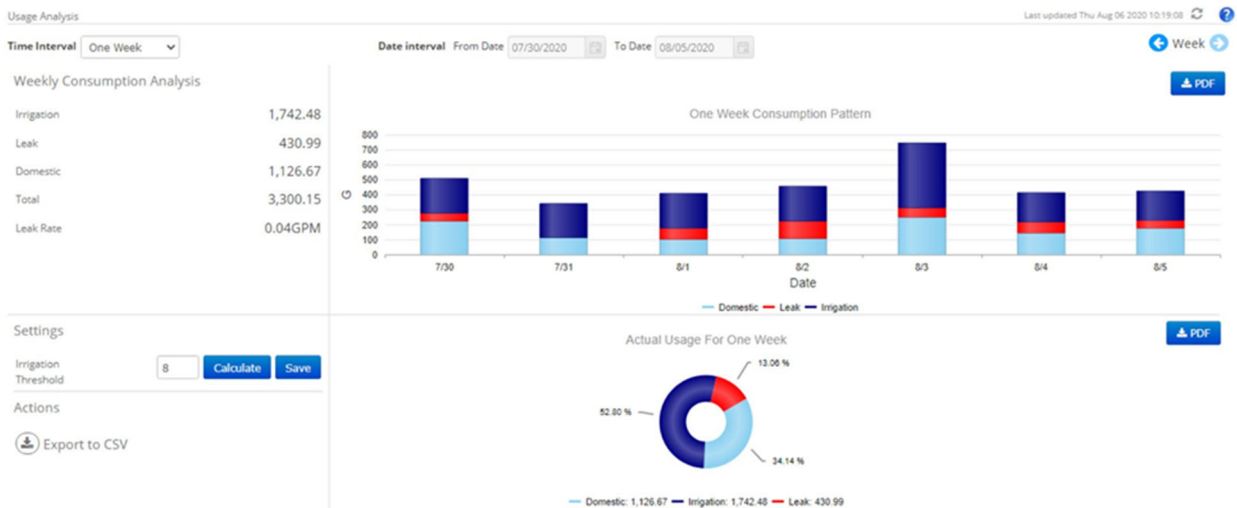 Usage Analysis
Last updated Thu Aug 06 2020 10:19:08
Time Interval One Week
Date interval From Date 07/30/2020 To Date 08/05/2020
Week
Weekly Consumption Analysis
Irrigation 1,742.48
Leak 430.99
Domestic 1,126.67
Total 3,300.15
Leak Rate 0.04GPM
PDF
One Week Consumption Pattern
800
700
600
500
400
300
200
100
0
G
7/30 7/31 8/1 8/2 8/3 8/4 8/5
Date
Domestic Leak Irrigation
Settings
Irrigation Threshold 8 Calculate Save
Actions
Export to CSV
PDF
Actual Usage For One Week
13.06 %
52.80 %
34.14 %
Domestic: 1,126.67 Irrigation: 1,742.48 Leak: 430.99